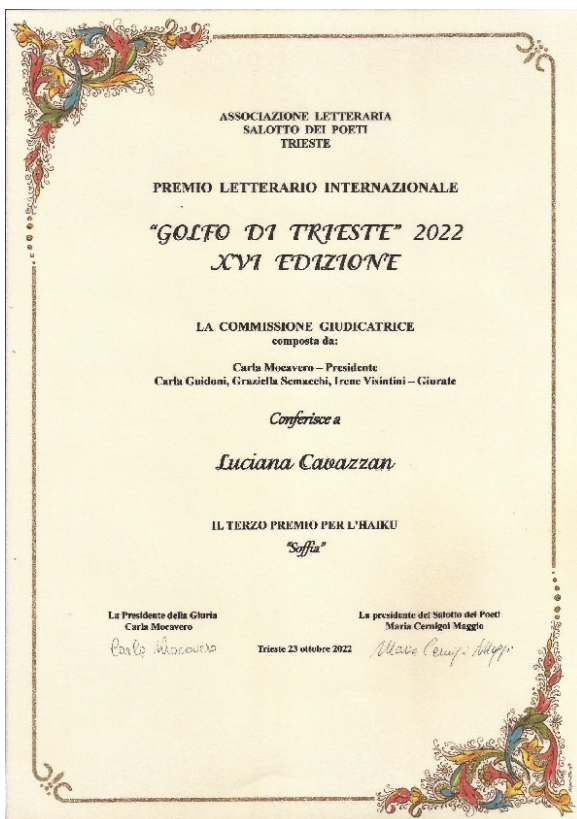 ASSOCIAZIONE LETTERARIA
SALOTTO DEI POETI
TRIESTE
PREMIO LETTERARIO INTERNAZIONALE
"GOLFO DI TRIESTE" 2022
XVI EDIZIONE
LA COMMISSIONE GIUDICATRICE
composta da:
Carla Mocavero – Presidente
Carla Guidoni, Graziella Semacchi, Irene Visintini – Giurate
Conferisce a
Luciana Cavazzan
IL TERZO PREMIO PER L'HAIKU
"Soffia"
La Presidente della Giuria
Carla Mocavero
Carla Mocavero
Trieste 23 ottobre 2022
La presidente del Salotto dei Poeti
Maria Cernigoi Maggio
Maria Cernigoi Maggio